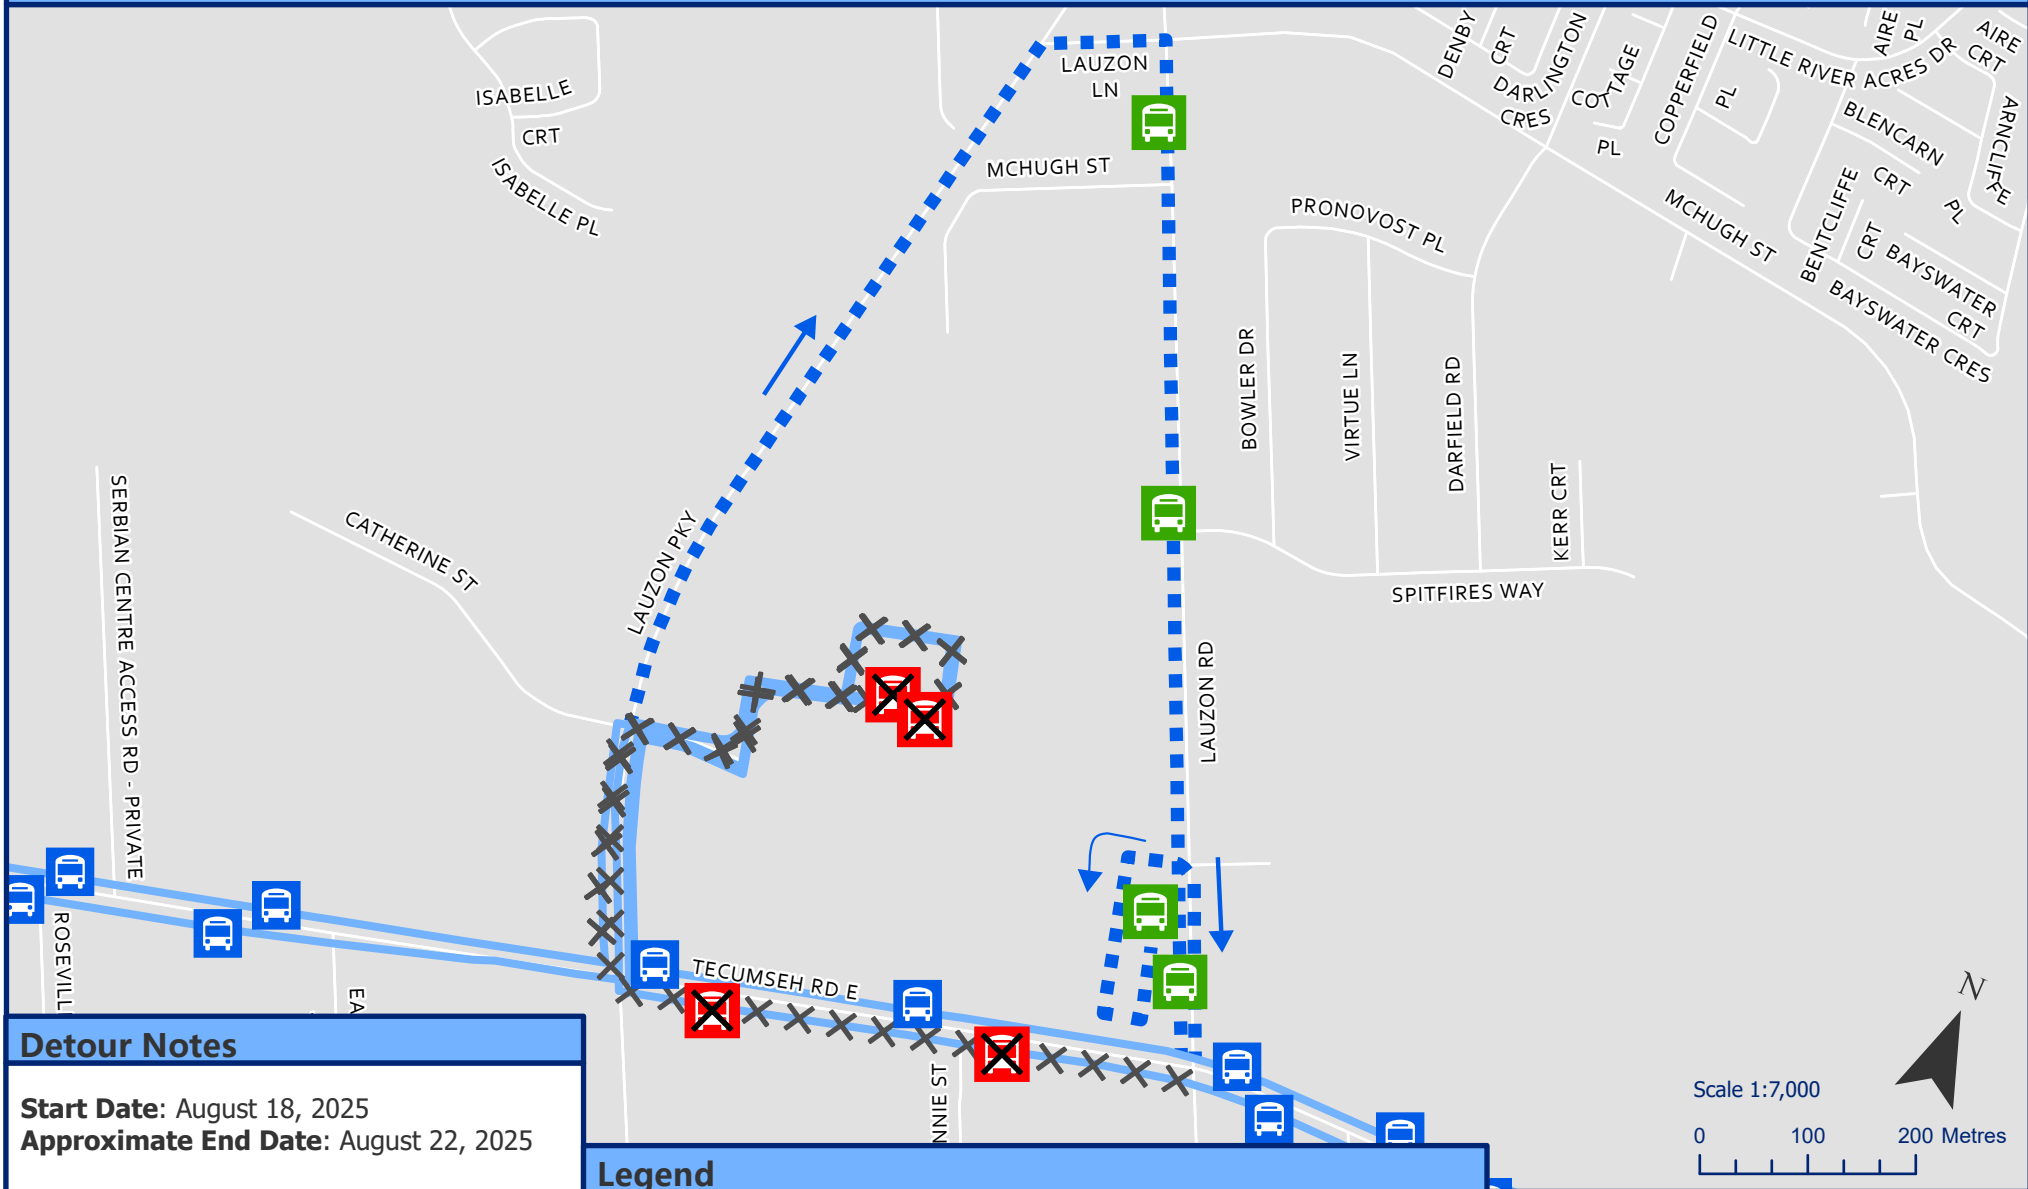 ISABELLE
CRT
ISABELLE PL
LAUZON
LN
MCHUGH ST
DENBY
CRT
DARLINGTON
CRES
COTTAGE
PL
COPPERFIELD
PL
LITTLE RIVER ACRES DR
AIRE
PL
AIRE
CRT
BLENCARN
CRT
PL
ARNCLIFFE
BENTCLIFFE
CRT
BAYSWATER
CRT
BAYSWATER CRES
MCHUGH ST
PRONOVOST PL
BOWLER DR
VIRTUE LN
DARFIELD RD
KERR CRT
SPITFIRES WAY
SERBIAN CENTRE ACCESS RD - PRIVATE
CATHERINE ST
LAUZON PKY
LAUZON RD
ROSEVILL
EA
TECUMSEH RD E
NNIE ST
N
Scale 1:7,000
0 100 200 Metres
Detour Notes
Start Date: August 18, 2025
Approximate End Date: August 22, 2025
Legend